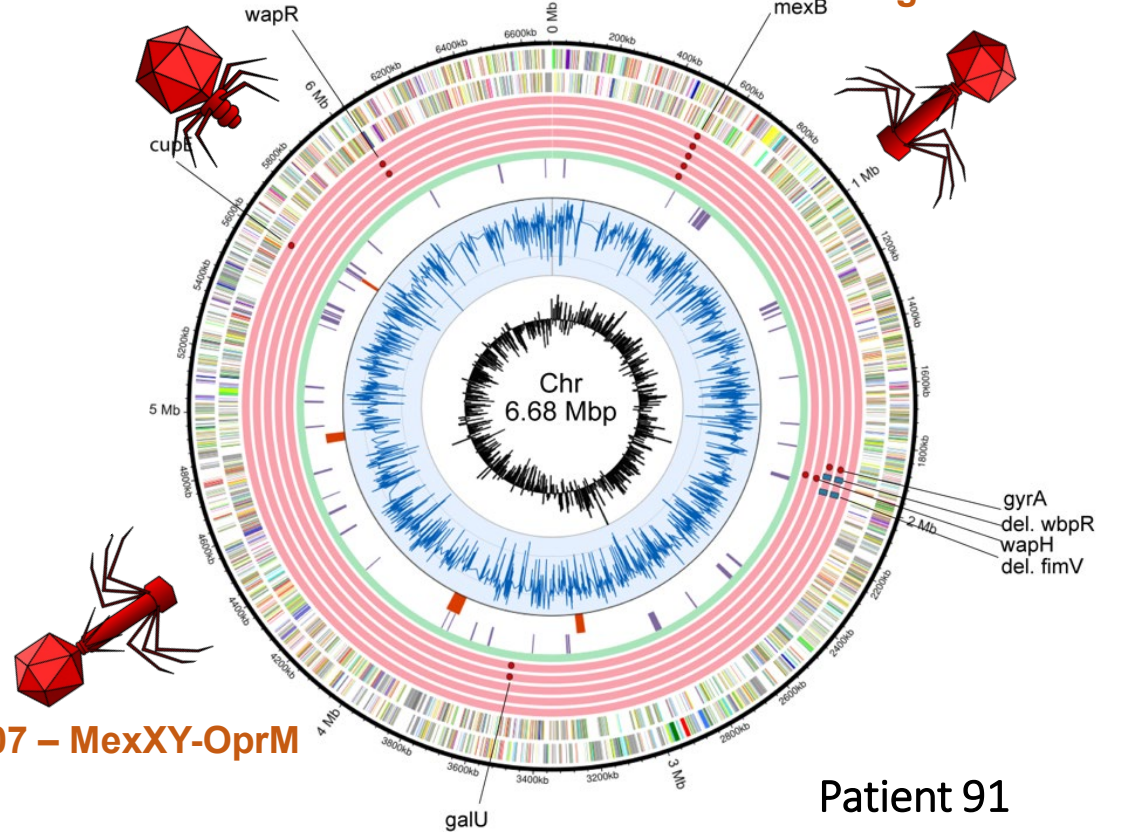 g
wapR
mexB
cupE
0 Mb
200kb
400kb
600kb
800kb
1 Mb
1200kb
1400kb
1600kb
1800kb
2 Mb
2200kb
2400kb
2600kb
2800kb
3 Mb
3200kb
3400kb
3600kb
3800kb
4 Mb
4200kb
4400kb
4600kb
4800kb
5 Mb
5200kb
5400kb
5600kb
5800kb
6 Mb
6200kb
6400kb
6600kb
Chr
6.68 Mbp
gyrA
del. wbpR
wapH
del. fimV
07 – MexXY-OprM
galU
Patient 91